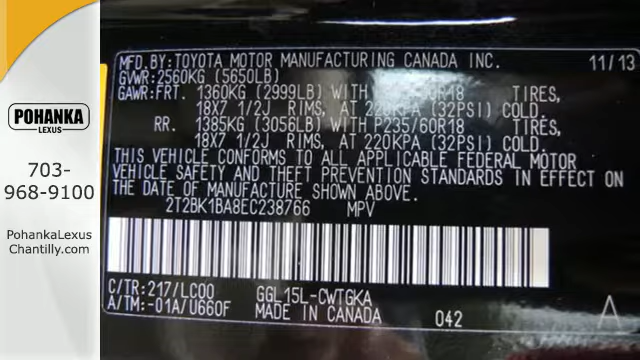 POHANKA
LEXUS
703-
968-9100
PohankaLexus
Chantilly.com
MFD.BY:TOYOTA MOTOR MANUFACTURING CANADA INC. 11/13
GVWR:2560KG (5650LB)
GAWR:FRT. 1360KG (2999LB) WITH TIRES,
18X7 1/2J RIMS, AT 220KPA (32PSI) COLD.
RR. 1385KG (3056LB) WITH P235/60R18 TIRES,
18X7 1/2J RIMS, AT 220KPA (32PSI) COLD.
THIS VEHICLE CONFORMS TO ALL APPLICABLE FEDERAL MOTOR
VEHICLE SAFETY AND THEFT PREVENTION STANDARDS IN EFFECT ON
THE DATE OF MANUFACTURE SHOWN ABOVE.
2T2BK1BA8EC238766 MPV
C/TR:217/LC00 GGL15L-CWTGKA
A/TM:-01A/U660F MADE IN CANADA 042 A